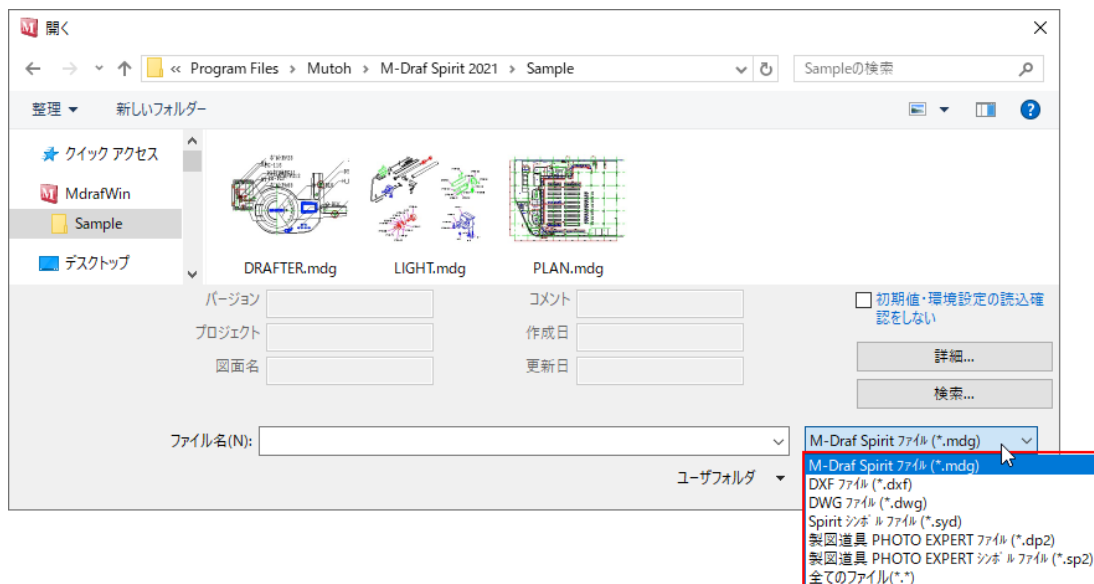 開く
« Program Files › Mutoh › M-Draf Spirit 2021 › Sample
Sampleの検索
整理 新しいフォルダー
クイック アクセス
MdrafWin
Sample
デスクトップ
DRAFTER.mdg LIGHT.mdg PLAN.mdg
バージョン コメント
初期値・環境設定の読込確
認をしない
プロジェクト 作成日
図面名 更新日
詳細...
検索...
ファイル名(N):
M-Draf Spirit ファイル (*.mdg)
ユーザフォルダ
M-Draf Spirit ファイル (*.mdg)
DXF ファイル (*.dxf)
DWG ファイル (*.dwg)
Spirit シンボル ファイル (*.syd)
製図道具 PHOTO EXPERT ファイル (*.dp2)
製図道具 PHOTO EXPERT シンボル ファイル (*.sp2)
全てのファイル(*.*)